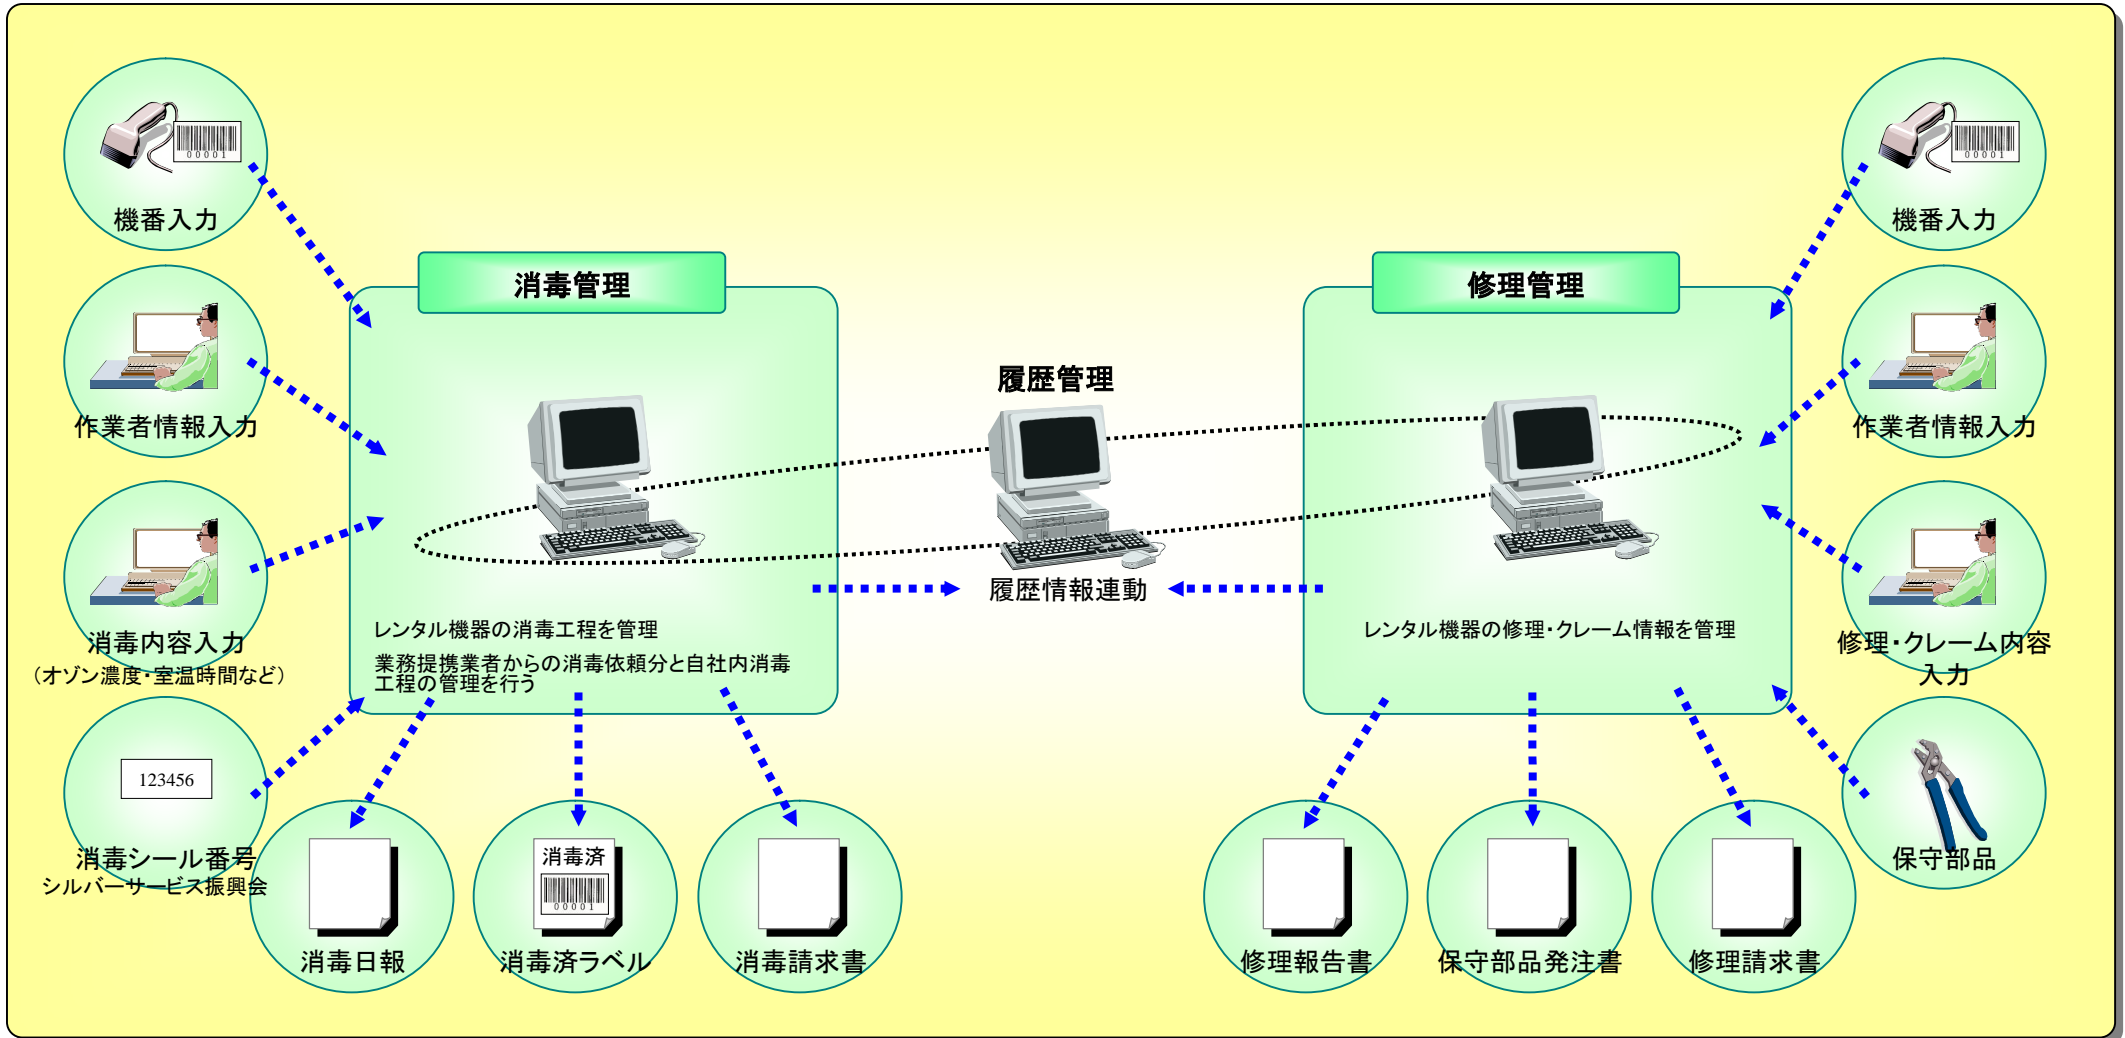 00001
機番入力
作業者情報入力
消毒内容入力
（オゾン濃度・室温時間など）
123456
消毒シール番号
シルバーサービス振興会
消毒管理
レンタル機器の消毒工程を管理
業務提携業者からの消毒依頼分と自社内消毒
工程の管理を行う
消毒日報
消毒済
00001
消毒済ラベル
消毒請求書
履歴管理
履歴情報連動
修理管理
レンタル機器の修理・クレーム情報を管理
修理報告書
保守部品発注書
修理請求書
00001
機番入力
作業者情報入力
修理・クレーム内容
入力
保守部品